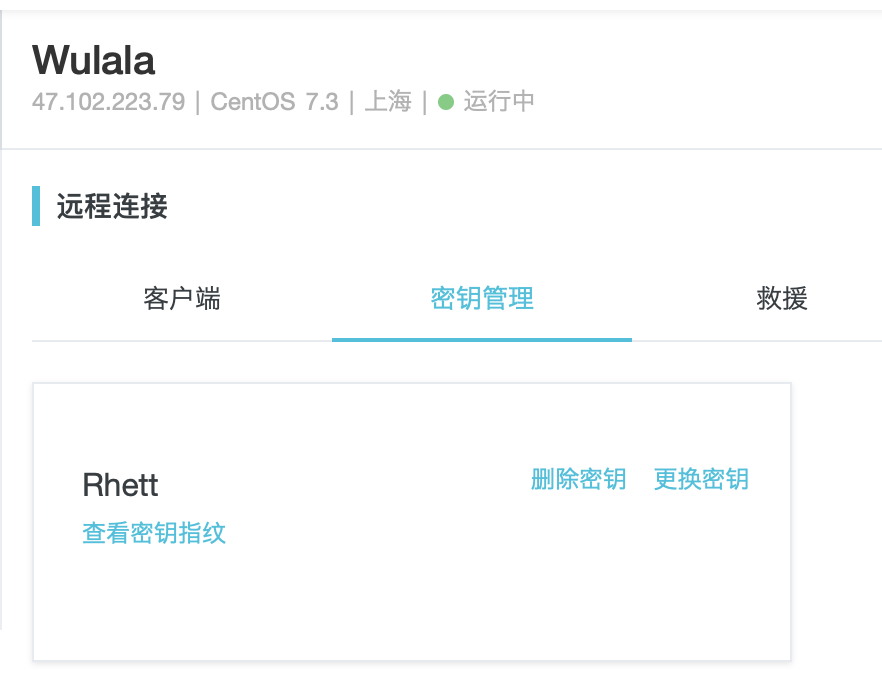 Wulala
47.102.223.79 | CentOS 7.3 | 上海 | 运行中
远程连接
客户端 密钥管理 救援
Rhett 删除密钥 更换密钥
查看密钥指纹